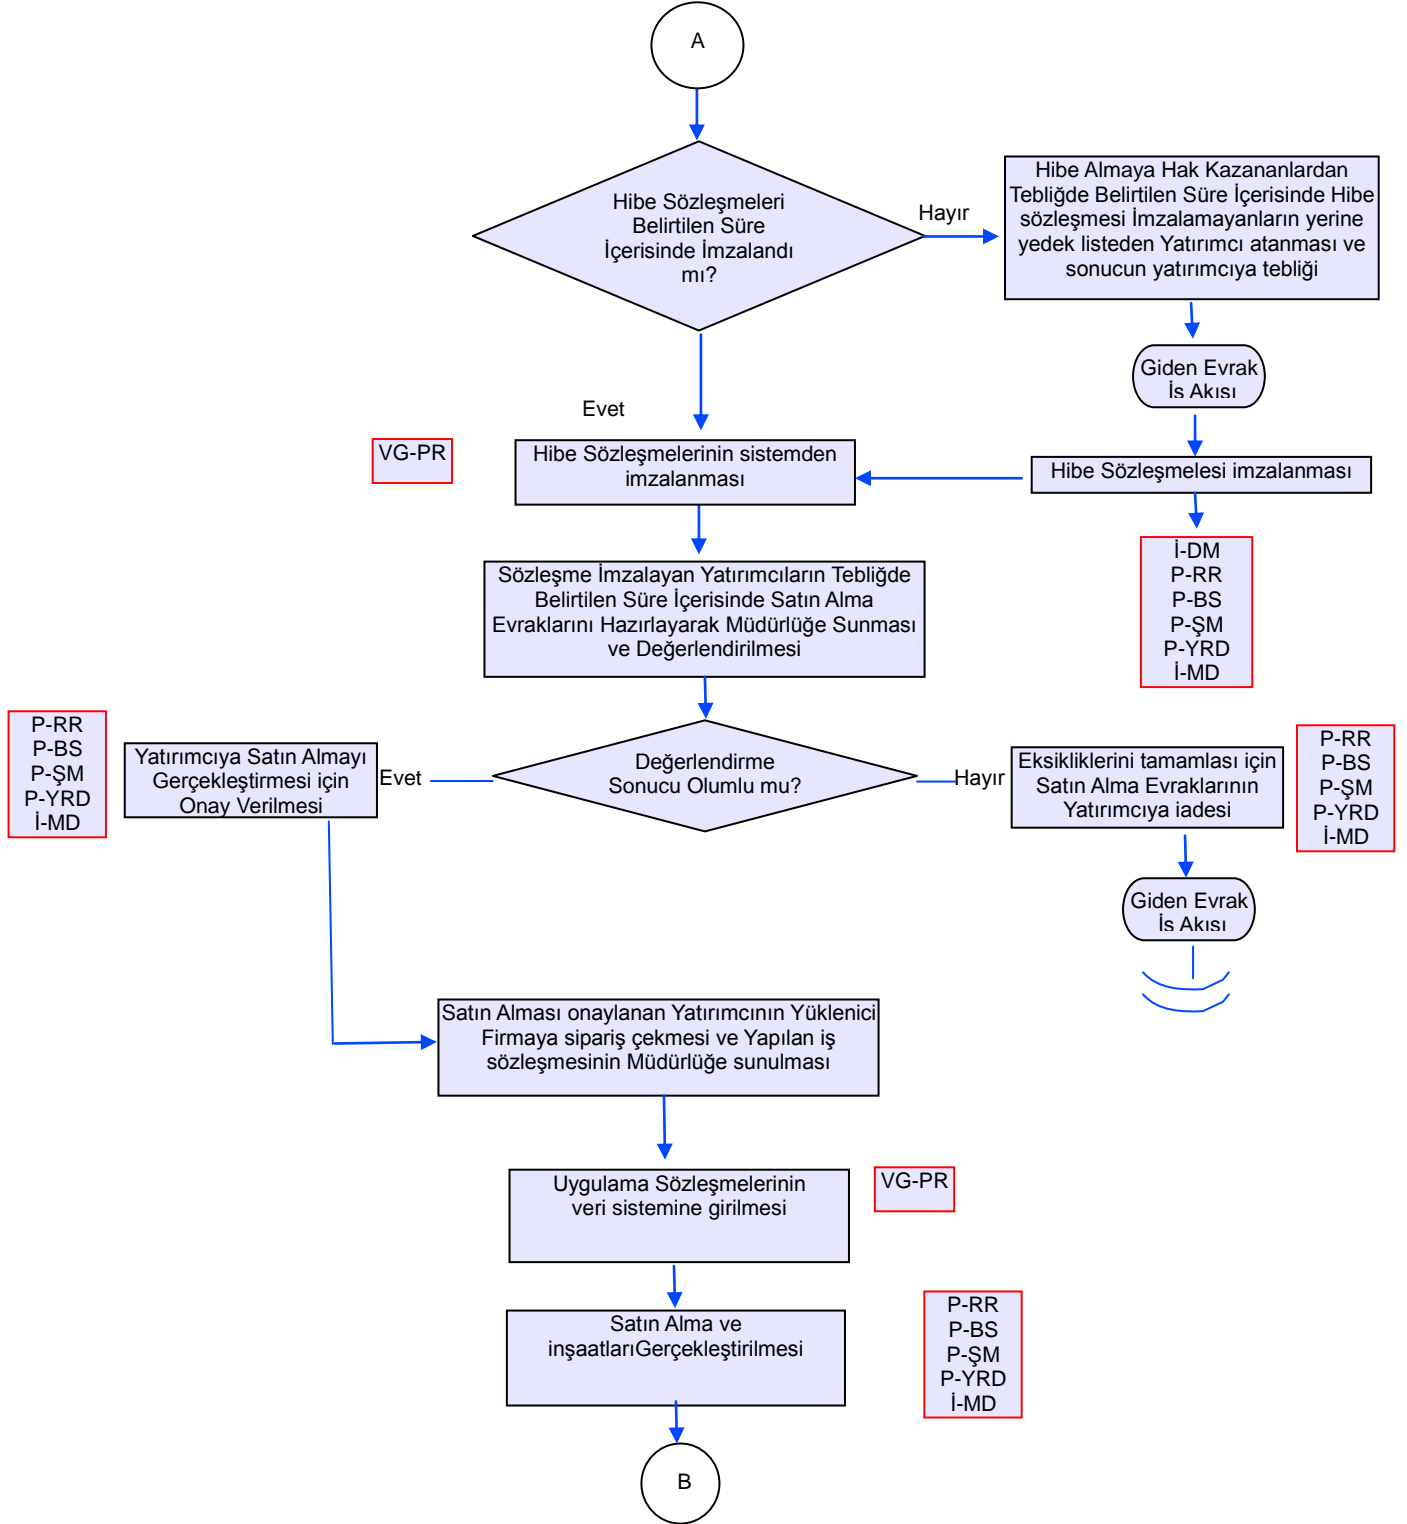 A
Hibe Sözleşmeleri
Belirtilen Süre
İçerisinde İmzalandı
mı?
Hayır
Hibe Almaya Hak Kazananlardan
Tebliğde Belirtilen Süre İçerisinde Hibe
sözleşmesi İmzalamayanların yerine
yedek listeden Yatırımcı atanması ve
sonucun yatırımcıya tebliği
Giden Evrak
İş Akışı
Evet
VG-PR
Hibe Sözleşmelerinin sistemden
imzalanması
Hibe Sözleşmelesi imzalanması
İ-DM
P-RR
P-BS
P-ŞM
P-YRD
İ-MD
Sözleşme İmzalayan Yatırımcıların Tebliğde
Belirtilen Süre İçerisinde Satın Alma
Evraklarını Hazırlayarak Müdürlüğe Sunması
ve Değerlendirilmesi
P-RR
P-BS
P-ŞM
P-YRD
İ-MD
Yatırımcıya Satın Almayı
Gerçekleştirmesi için
Onay Verilmesi
Evet
Değerlendirme
Sonucu Olumlu mu?
Hayır
Eksikliklerini tamamlası için
Satın Alma Evraklarının
Yatırımcıya iadesi
P-RR
P-BS
P-ŞM
P-YRD
İ-MD
Giden Evrak
İş Akışı
Satın Alması onaylanan Yatırımcının Yüklenici
Firmaya sipariş çekmesi ve Yapılan iş
sözleşmesinin Müdürlüğe sunulması
Uygulama Sözleşmelerinin
veri sistemine girilmesi
VG-PR
Satın Alma ve
inşaatlarıGerçekleştirilmesi
P-RR
P-BS
P-ŞM
P-YRD
İ-MD
B